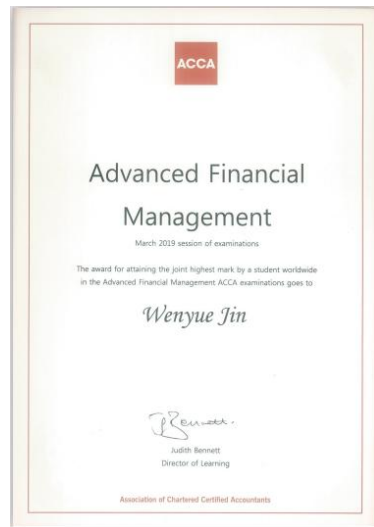 ACCA
Advanced Financial
Management
March 2019 session of examinations
The award for attaining the joint highest mark by a student worldwide
in the Advanced Financial Management ACCA examinations goes to
Wenyue Jin
JBennett.
Judith Bennett
Director of Learning
Association of Chartered Certified Accountants